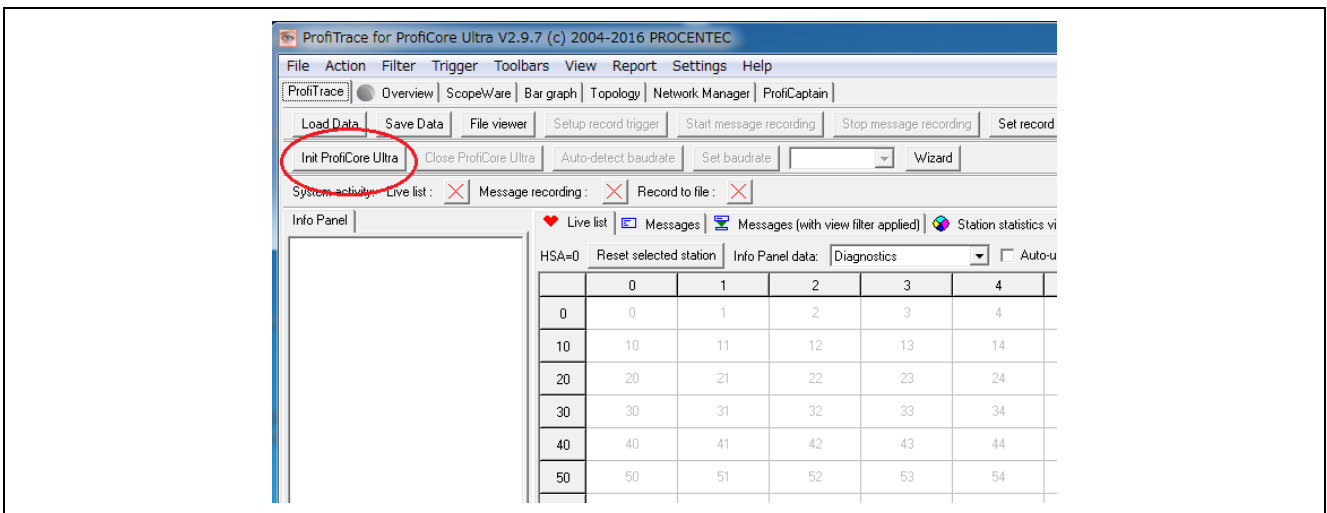 ProfiTrace for ProfiCore Ultra V2.9.7 (c) 2004-2016 PROCENTEC
File Action Filter Trigger Toolbars View Report Settings Help
ProfiTrace Overview ScopeWare Bar graph Topology Network Manager ProfiCaptain
Load Data Save Data File viewer Setup record trigger Start message recording Stop message recording Set recor
Init ProfiCore Ultra Close ProfiCore Ultra Auto-detect baudrate Set baudrate Wizard
System activity: Live list : Message recording : Record to file :
Info Panel Live list Messages Messages (with view filter applied) Station statistics vi
HSA=0 Reset selected station Info Panel data: Diagnostics Auto-u
0 1 2 3 4
0 0 1 2 3 4
10 10 11 12 13 14
20 20 21 22 23 24
30 30 31 32 33 34
40 40 41 42 43 44
50 50 51 52 53 54